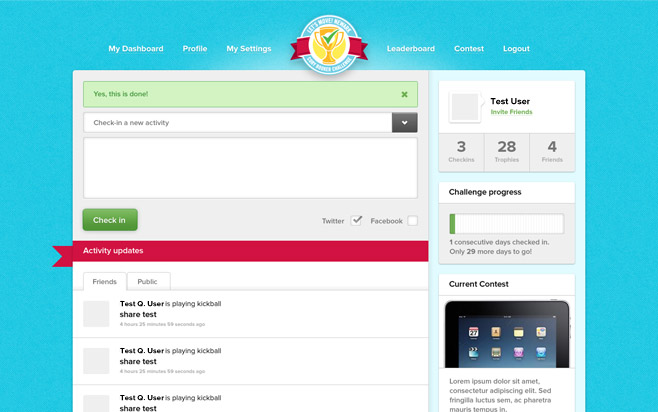 My Dashboard
Profile
My Settings
LET'S MOVE!
Leaderboard
Contest
Logout
Yes, this is done!
Check-in a new activity
Check in
Twitter
Facebook
Activity updates
Friends
Public
Test Q. User is playing kickball
share test
4 hours 25 minutes 59 seconds ago
Test Q. User is playing kickball
share test
4 hours 25 minutes 59 seconds ago
Test Q. User is playing kickball
share test
Test User
Invite Friends
3
Checkins
28
Trophies
4
Friends
Challenge progress
1 consecutive days checked in.
Only 29 more days to go!
Current Contest
Lorem ipsum dolor sit amet,
consectetur adipiscing elit. Sed
fringilla luctus sem, ac pharetra
mauris tempus in.